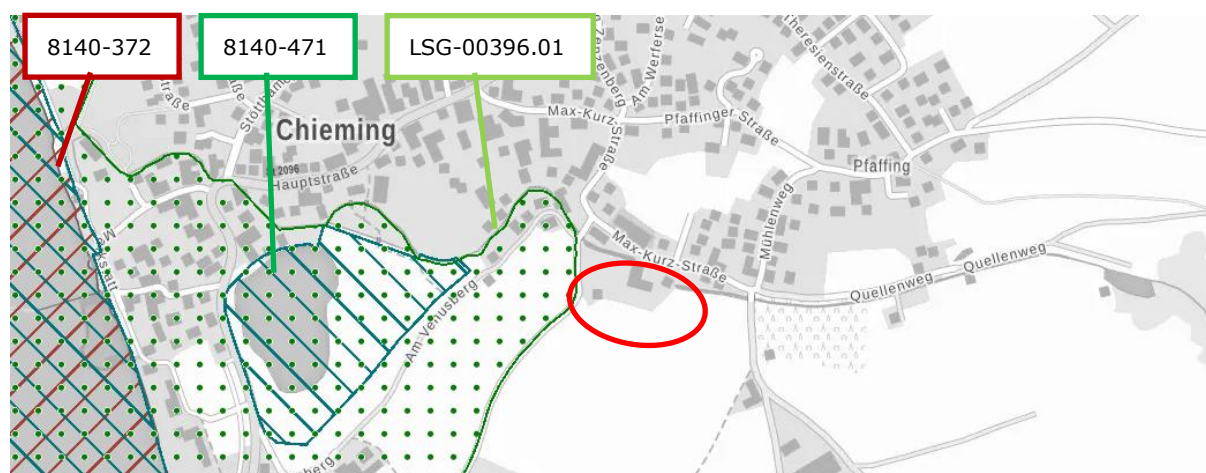 8140-372
8140-471
LSG-00396.01
Chieming
Hauptstraße
Max-Kurz-Straße
Am-Werferse
Pfaffinger-Straße
Theresienstraße
Pfaffing
Mühlenweg
Max-Kurz-Straße
Quellenweg
Quellenweg
Am-Venusberg